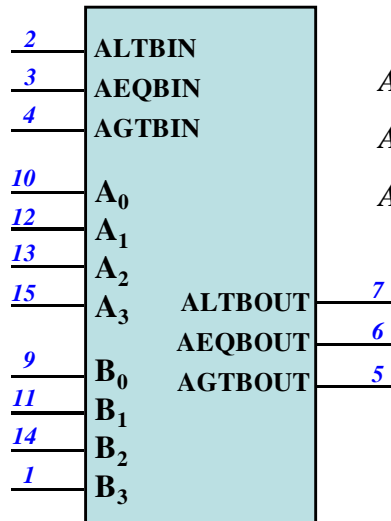 2 ALTBIN
3 AEQBIN A
4 AGTBIN A
10 A₀ A
12 A₁
13 A₂
15 A₃ ALTBOUT 7
AEQBOUT 6
9 B₀ AGTBOUT 5
11 B₁
14 B₂
1 B₃